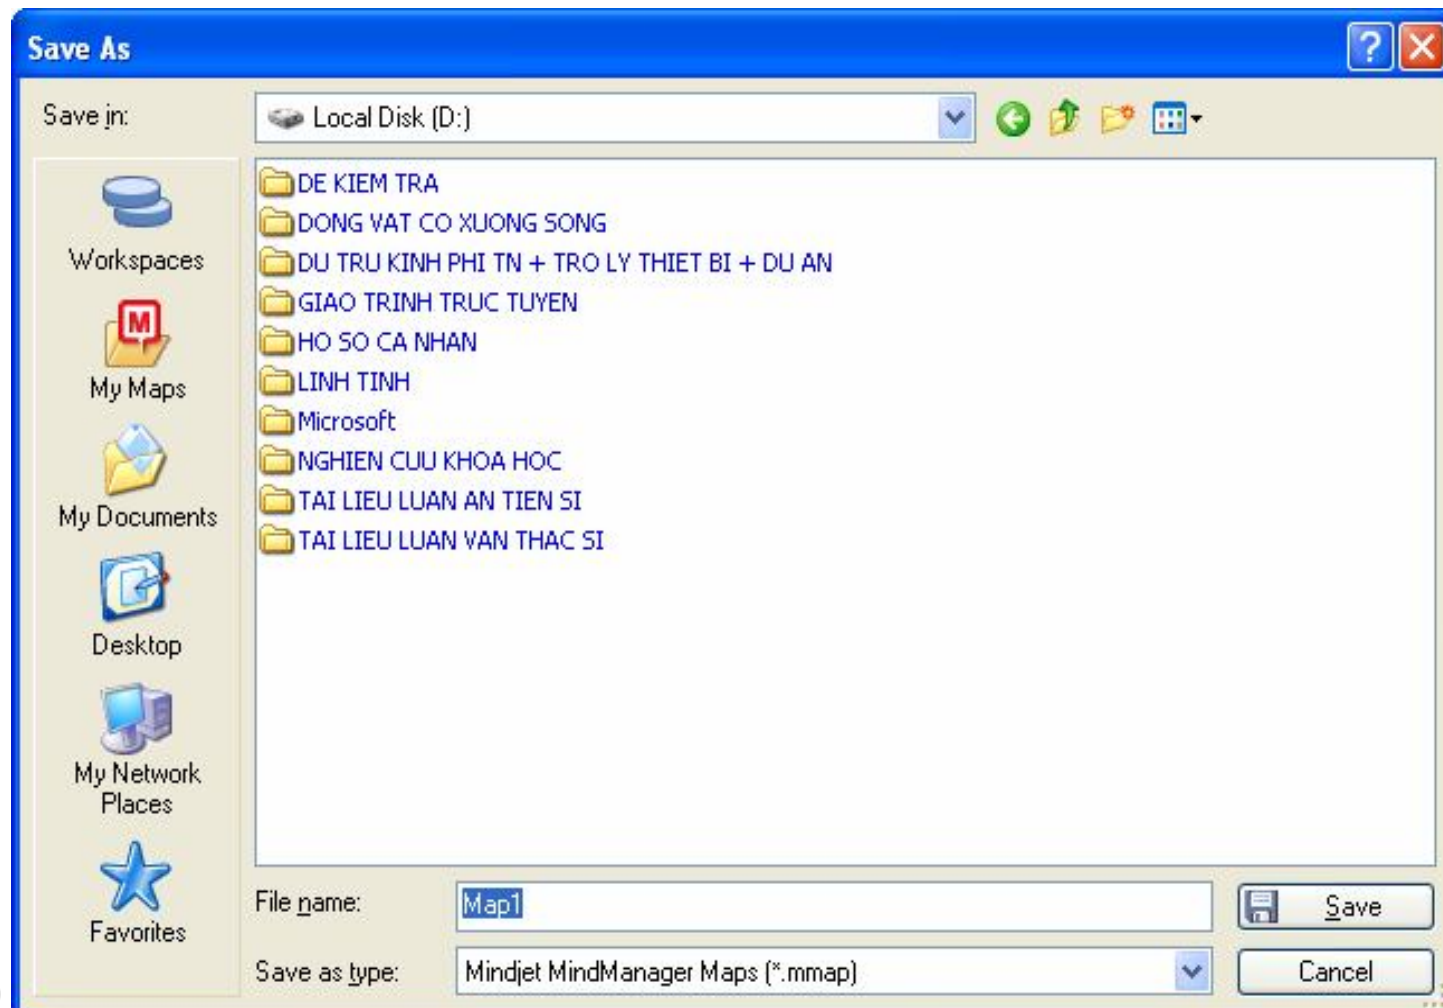 Save As
Save in:
Local Disk (D:)
Workspaces
My Maps
My Documents
Desktop
My Network
Places
Favorites
DE KIEM TRA
DONG VAT CO XUONG SONG
DU TRU KINH PHI TN + TRO LY THIET BI + DU AN
GIAO TRINH TRUC TUYEN
HO SO CA NHAN
LINH TINH
Microsoft
NGHIEN CUU KHOA HOC
TAI LIEU LUAN AN TIEN SI
TAI LIEU LUAN VAN THAC SI
File name:
Map1
Save
Save as type:
Mindjet MindManager Maps (*.mmap)
Cancel